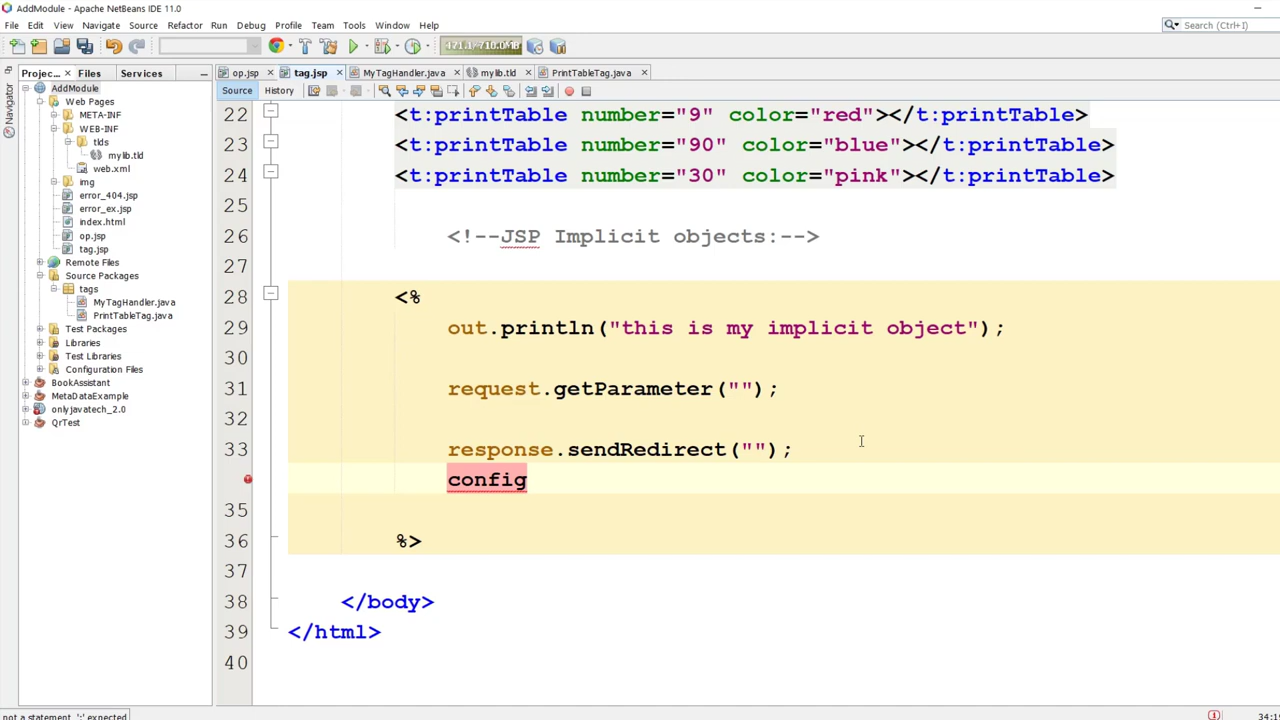 AddModule - Apache NetBeans IDE 11.0
File Edit View Navigate Source Refactor Run Debug Profile Team Tools Window Help
Search (Ctrl+I)
Projec... × Files Services
op.jsp × tag.jsp × MyTagHandler.java × mylib.tld × PrintTableTag.java ×
Source History
Navigator
AddModule
Web Pages
META-INF
WEB-INF
tlds
mylib.tld
web.xml
img
error_404.jsp
error_ex.jsp
index.html
op.jsp
tag.jsp
Remote Files
Source Packages
tags
MyTagHandler.java
PrintTableTag.java
Test Packages
Libraries
Test Libraries
Configuration Files
BookAssistant
MetaDataExample
onlyjavatech_2.0
QrTest
22 <t:printTable number="9" color="red"></t:printTable>
23 <t:printTable number="90" color="blue"></t:printTable>
24 <t:printTable number="30" color="pink"></t:printTable>
25
26 <!--JSP Implicit objects:-->
27
28 <%
29 out.println("this is my implicit object");
30
31 request.getParameter("");
32
33 response.sendRedirect("");
config
35
36 %>
37
38 </body>
39 </html>
40
not a statement, ';' expected